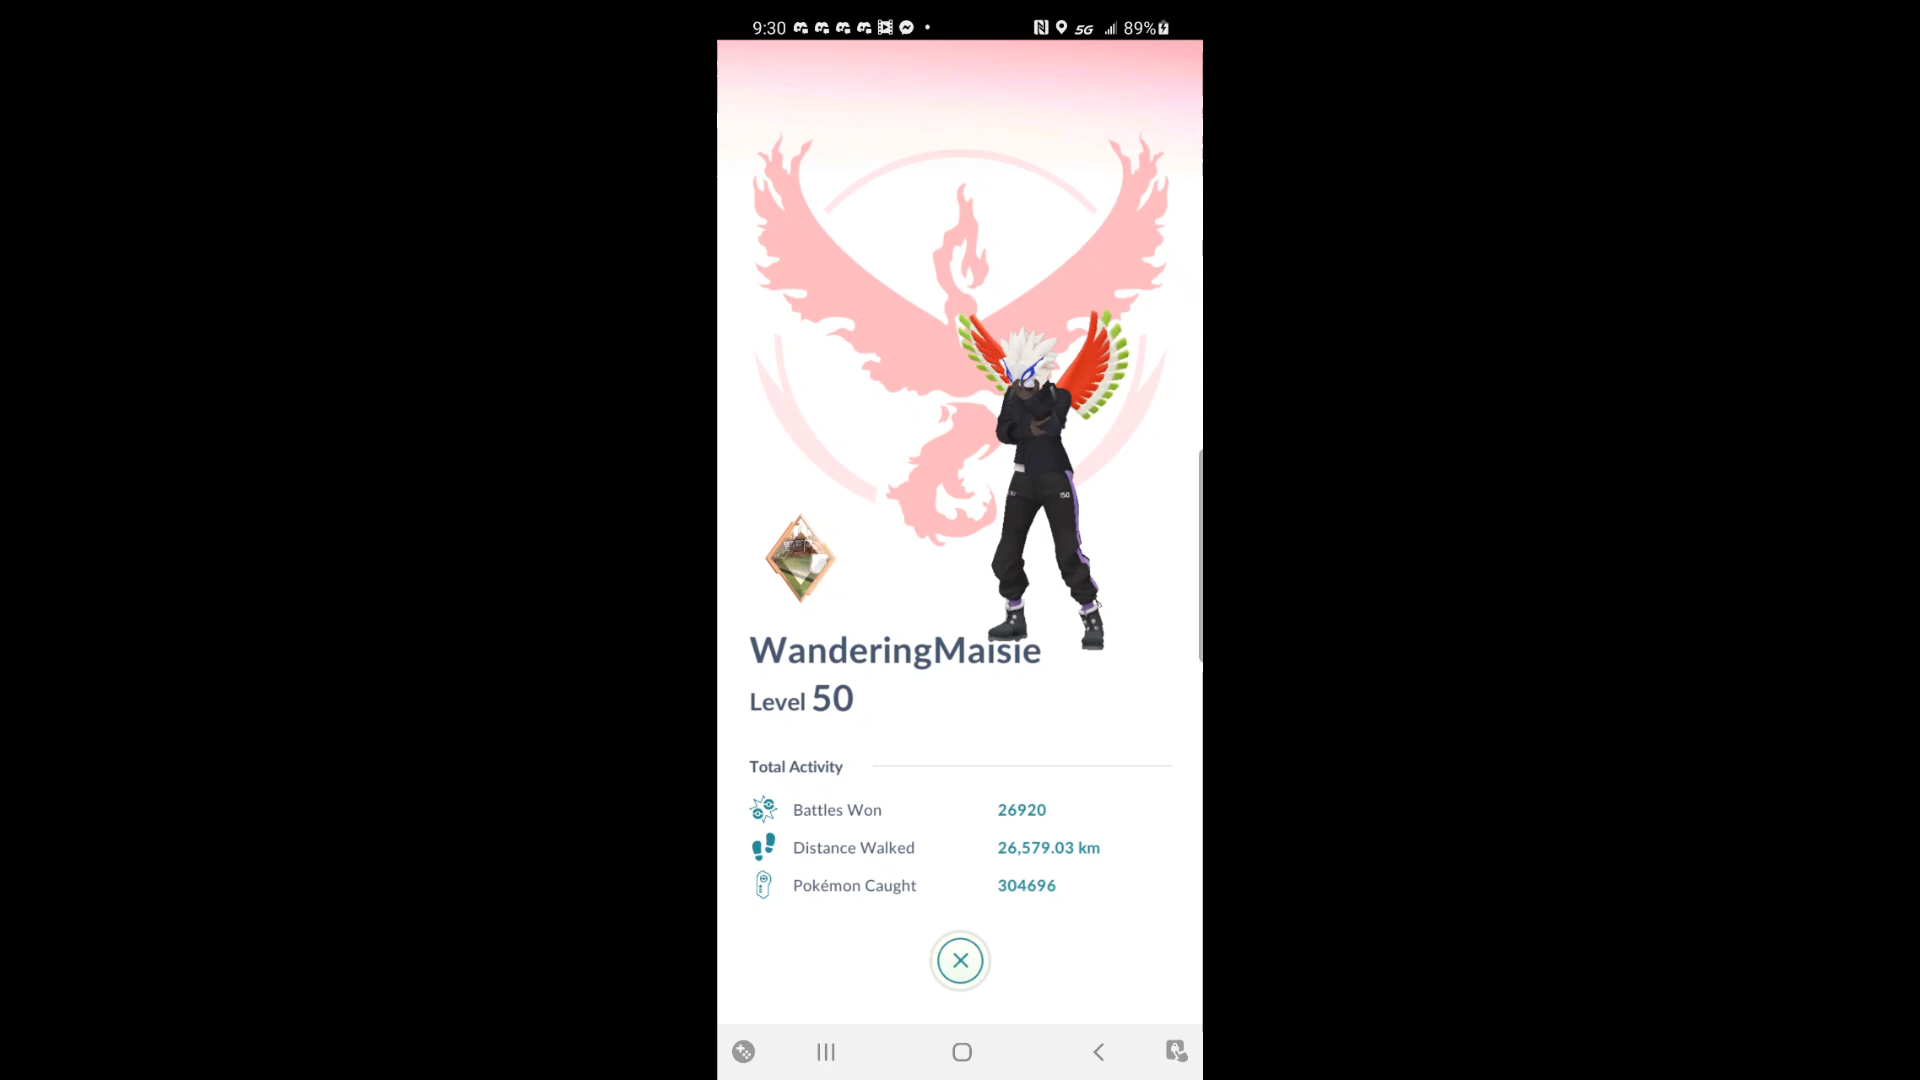 9:30
5G 89%
WanderingMaisie
Level 50
Total Activity
Battles Won 26920
Distance Walked 26,579.03 km
Pokémon Caught 304696